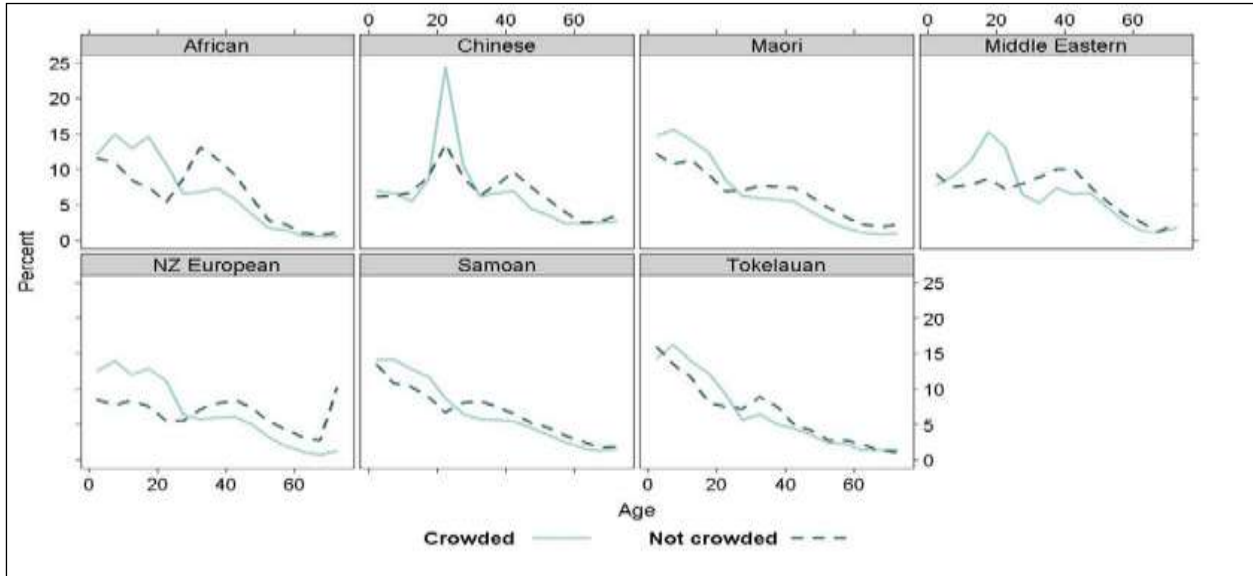 0 20 40 60 0 20 40 60
African Chinese Maori Middle Eastern
25
20
15
10
5
0
Percent
NZ European Samoan Tokelauan
25
20
15
10
5
0
0 20 40 60 0 20 40 60
Age
Crowded Not crowded